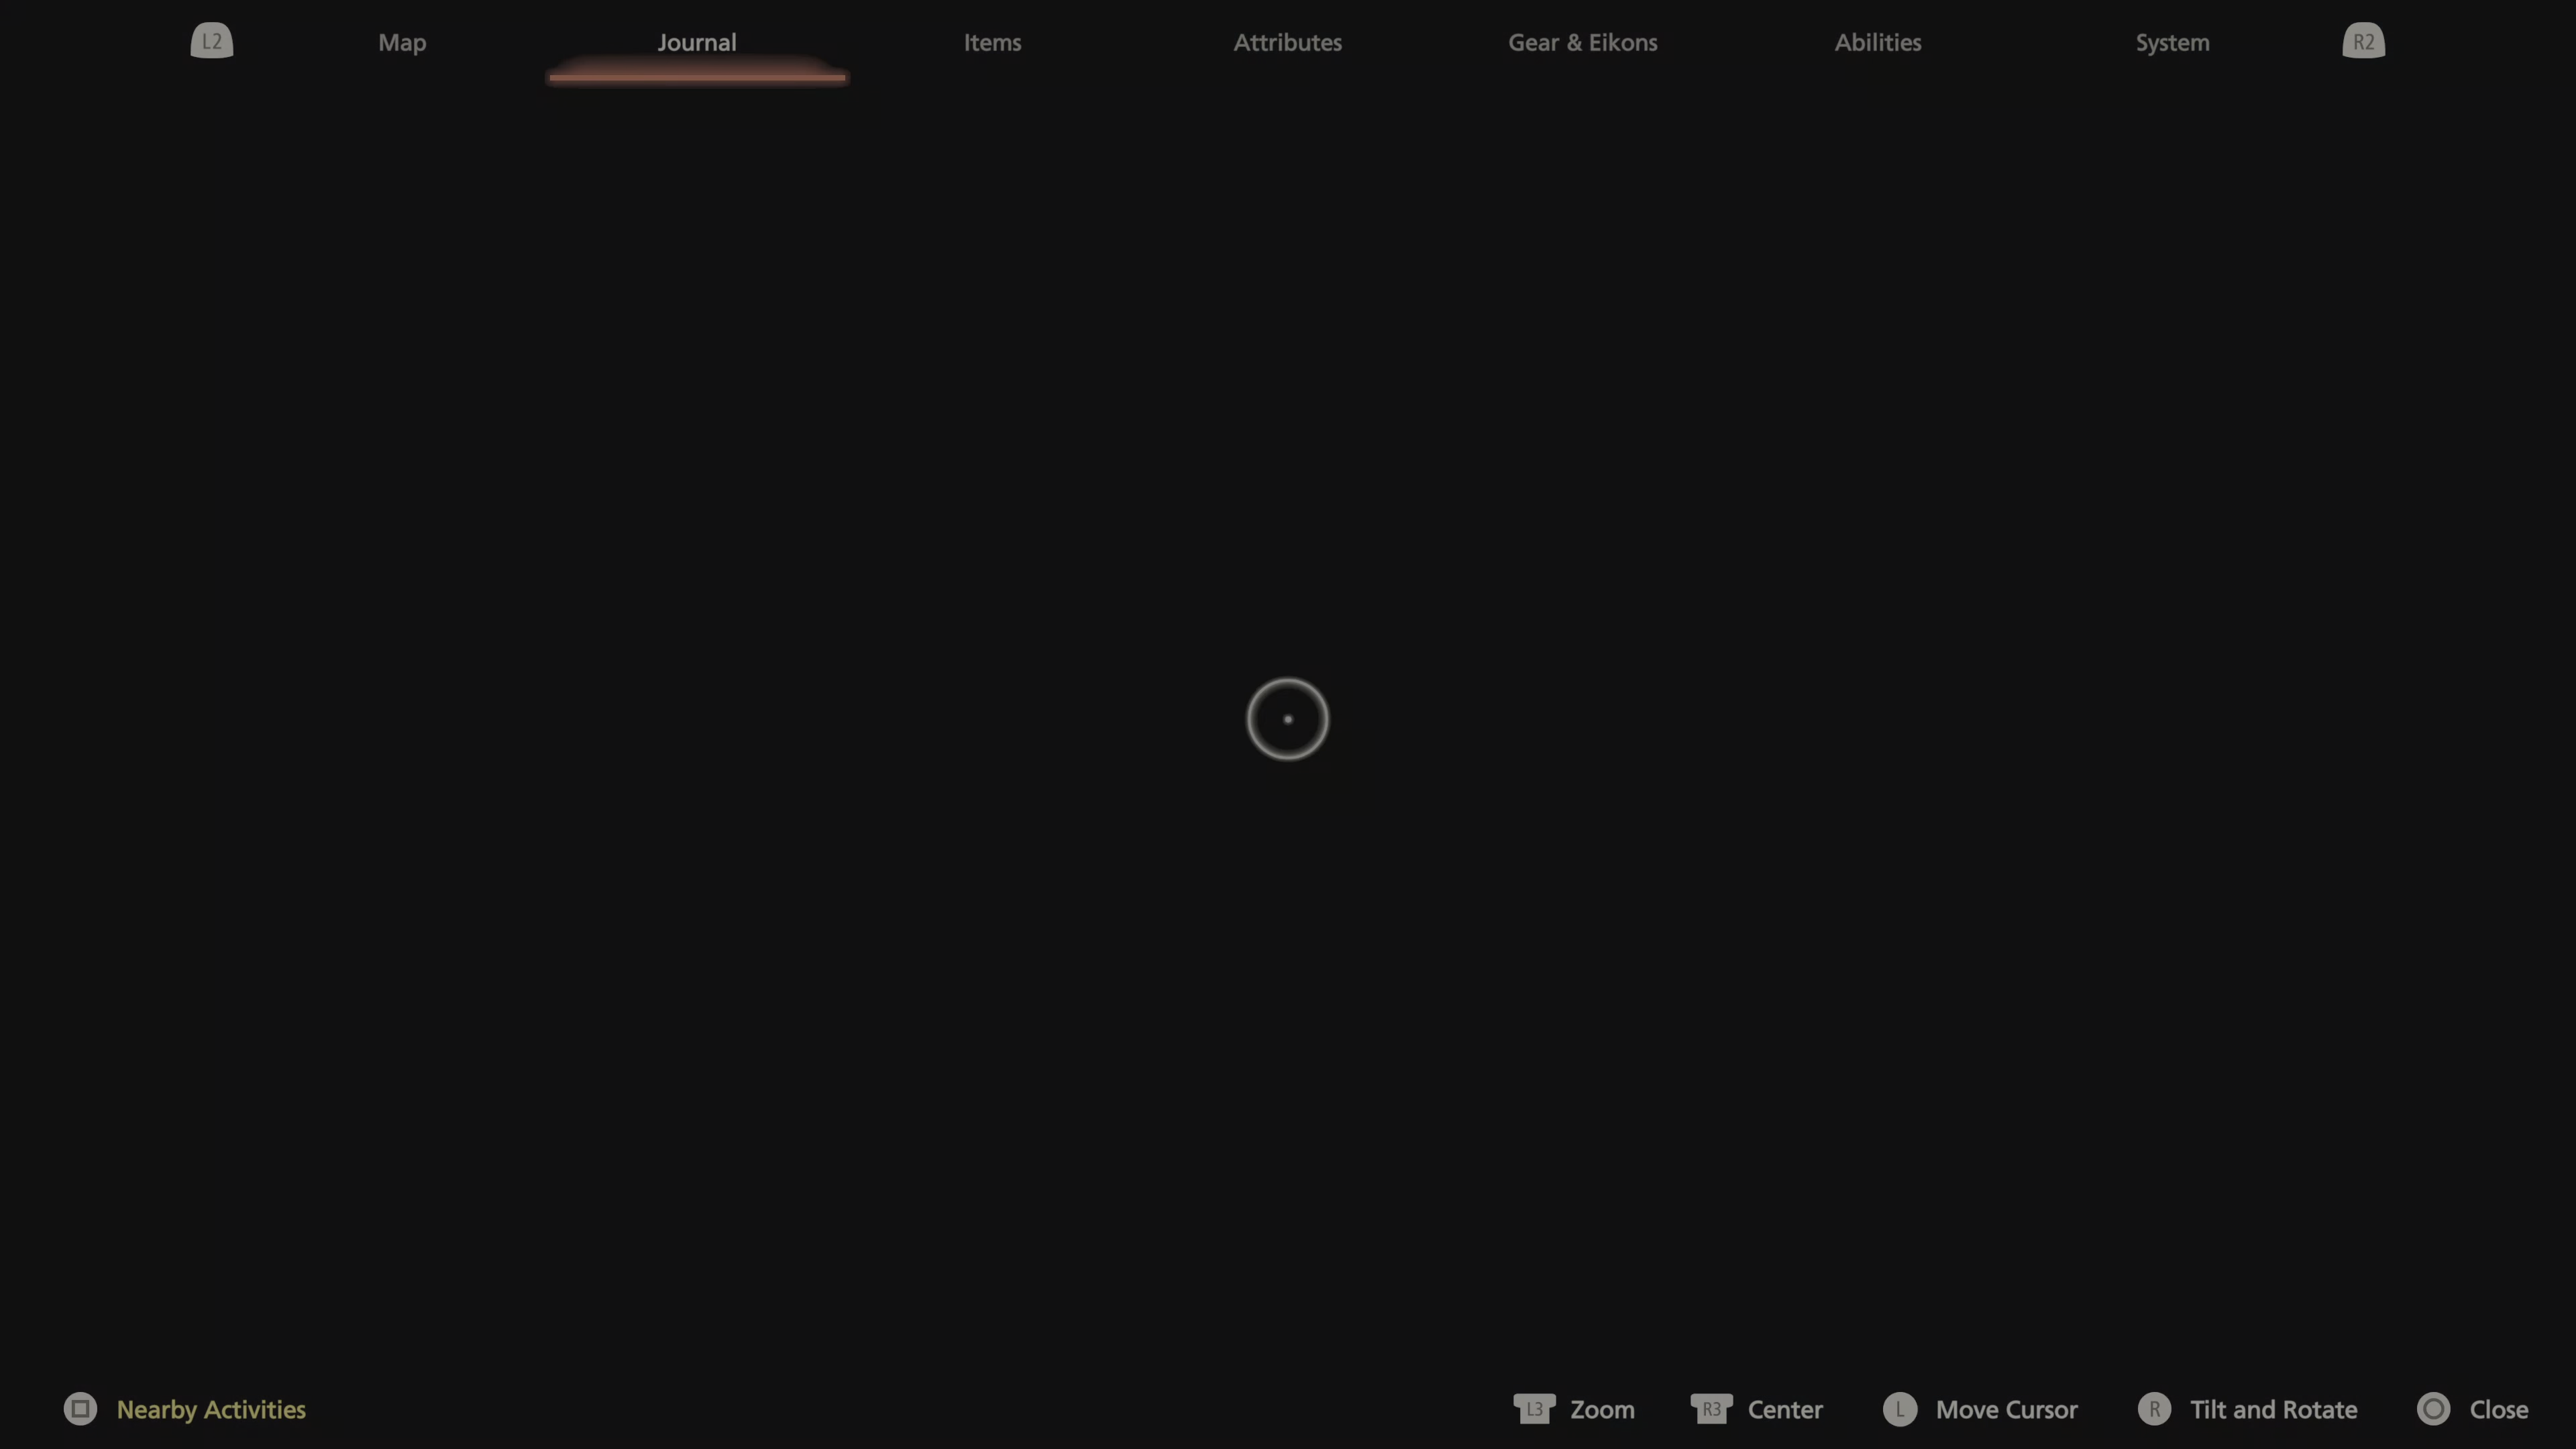 L2 Map Journal Items Attributes Gear & Eikons Abilities System R2
Nearby Activities L3 Zoom R3 Center L Move Cursor R Tilt and Rotate Close